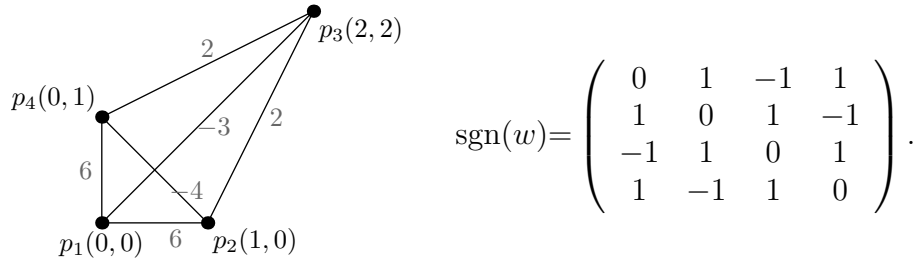 2
p₃(2, 2)
p₄(0, 1)
−3
2
6
−4
p₁(0,0)
6
p₂(1, 0)
sgn(w)=
0 1 −1 1
1 0 1 −1
−1 1 0 1
1 −1 1 0
.